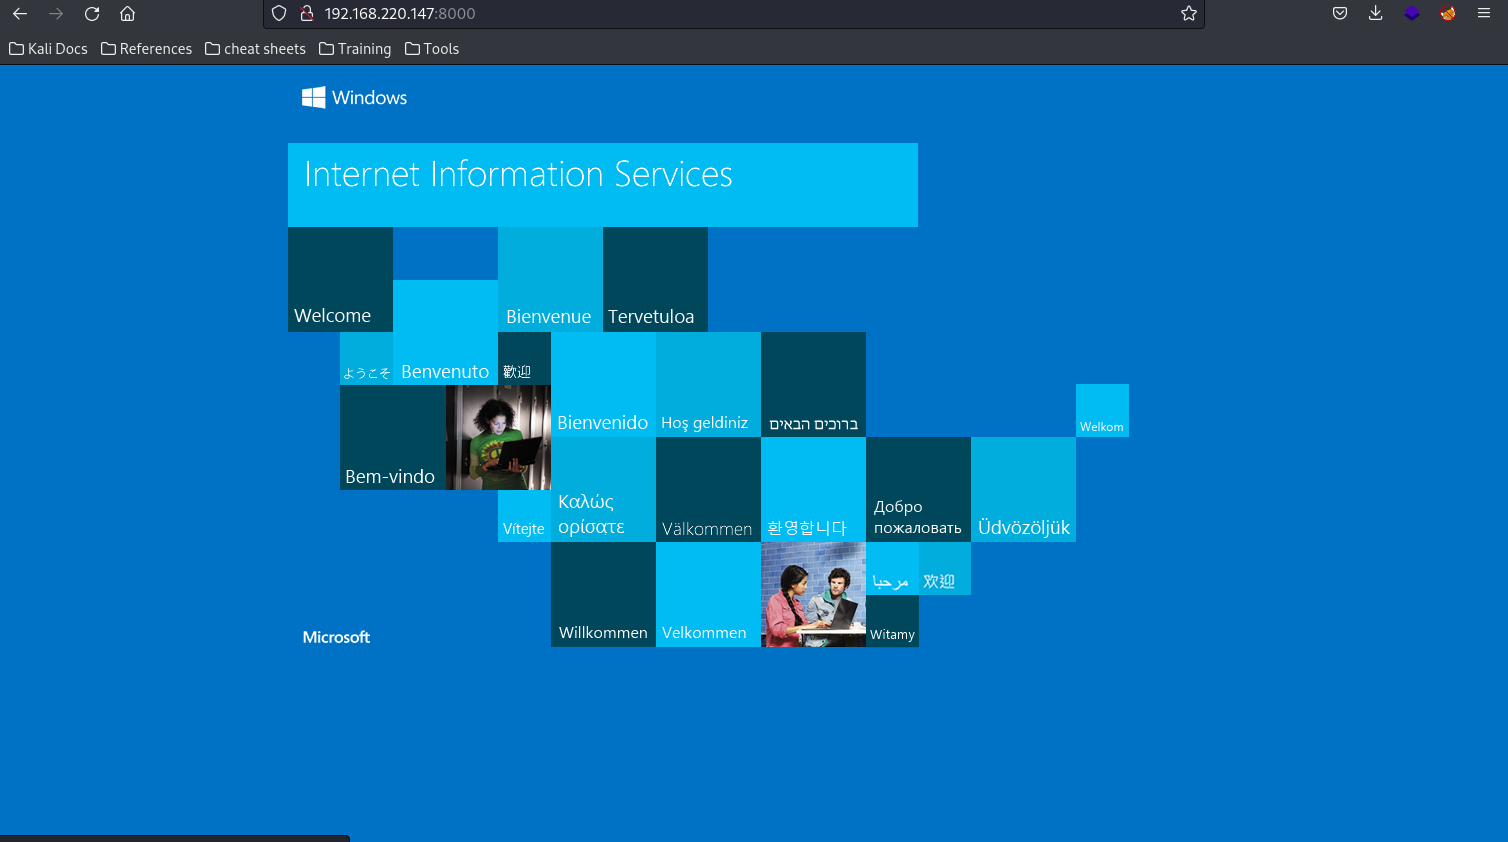 192.168.220.147:8000
Kali Docs References cheat sheets Training Tools
Windows
Internet Information Services
Welcome
Bienvenue
Tervetuloa
ようこそ
Benvenuto
歡迎
Bienvenido
Hoş geldiniz
ברוכים הבאים
Welkom
Bem-vindo
Vítejte
Καλώς
ορίσατε
Välkommen
환영합니다
Добро
пожаловать
Üdvözöljük
Willkommen
Velkommen
مرحبا
欢迎
Witamy
Microsoft